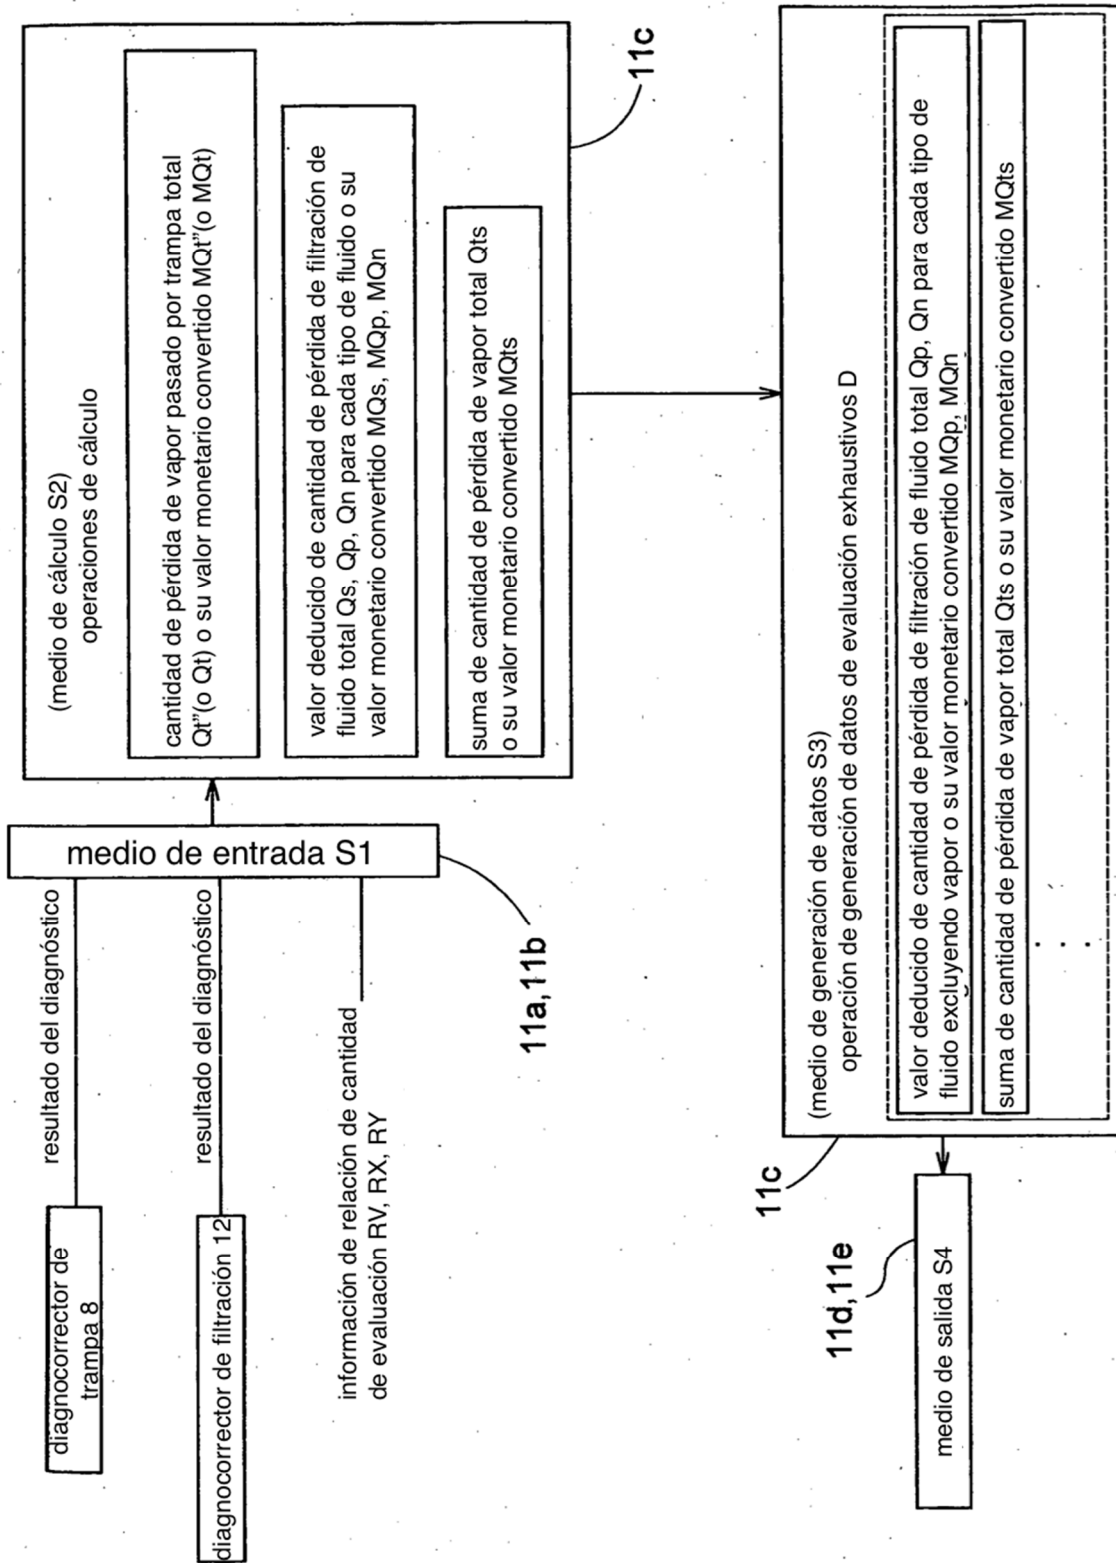 diagnocorrector de
trampa 8
resultado del diagnóstico
diagnocorrector de filtración 12
resultado del diagnóstico
información de relación de cantidad
de evaluación RV, RX, RY
medio de entrada S1
11a,11b
(medio de cálculo S2)
operaciones de cálculo
cantidad de pérdida de vapor pasado por trampa total
Qt"(o Qt) o su valor monetario convertido MQt"(o MQt)
valor deducido de cantidad de pérdida de filtración de
fluido total Qs, Qp, Qn para cada tipo de fluido o su
valor monetario convertido MQs, MQp, MQn
suma de cantidad de pérdida de vapor total Qts
o su valor monetario convertido MQts
11c
(medio de generación de datos S3)
operación de generación de datos de evaluación exhaustivos D
valor deducido de cantidad de pérdida de filtración de fluido total Qp, Qn para cada tipo de
fluido excluyendo vapor o su valor monetario convertido MQp, MQn
suma de cantidad de pérdida de vapor total Qts o su valor monetario convertido MQts
. . .
11c
medio de salida S4
11d,11e